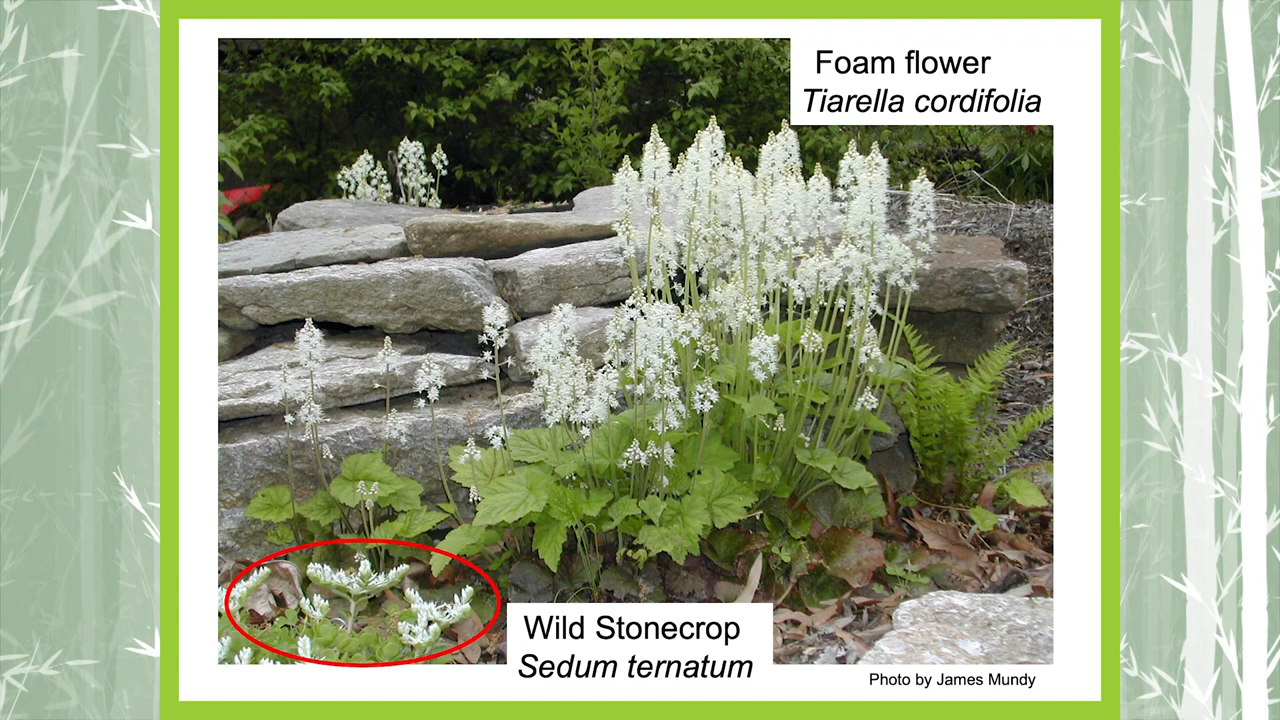 Foam flower
Tiarella cordifolia
Wild Stonecrop
Sedum ternatum
Photo by James Mundy